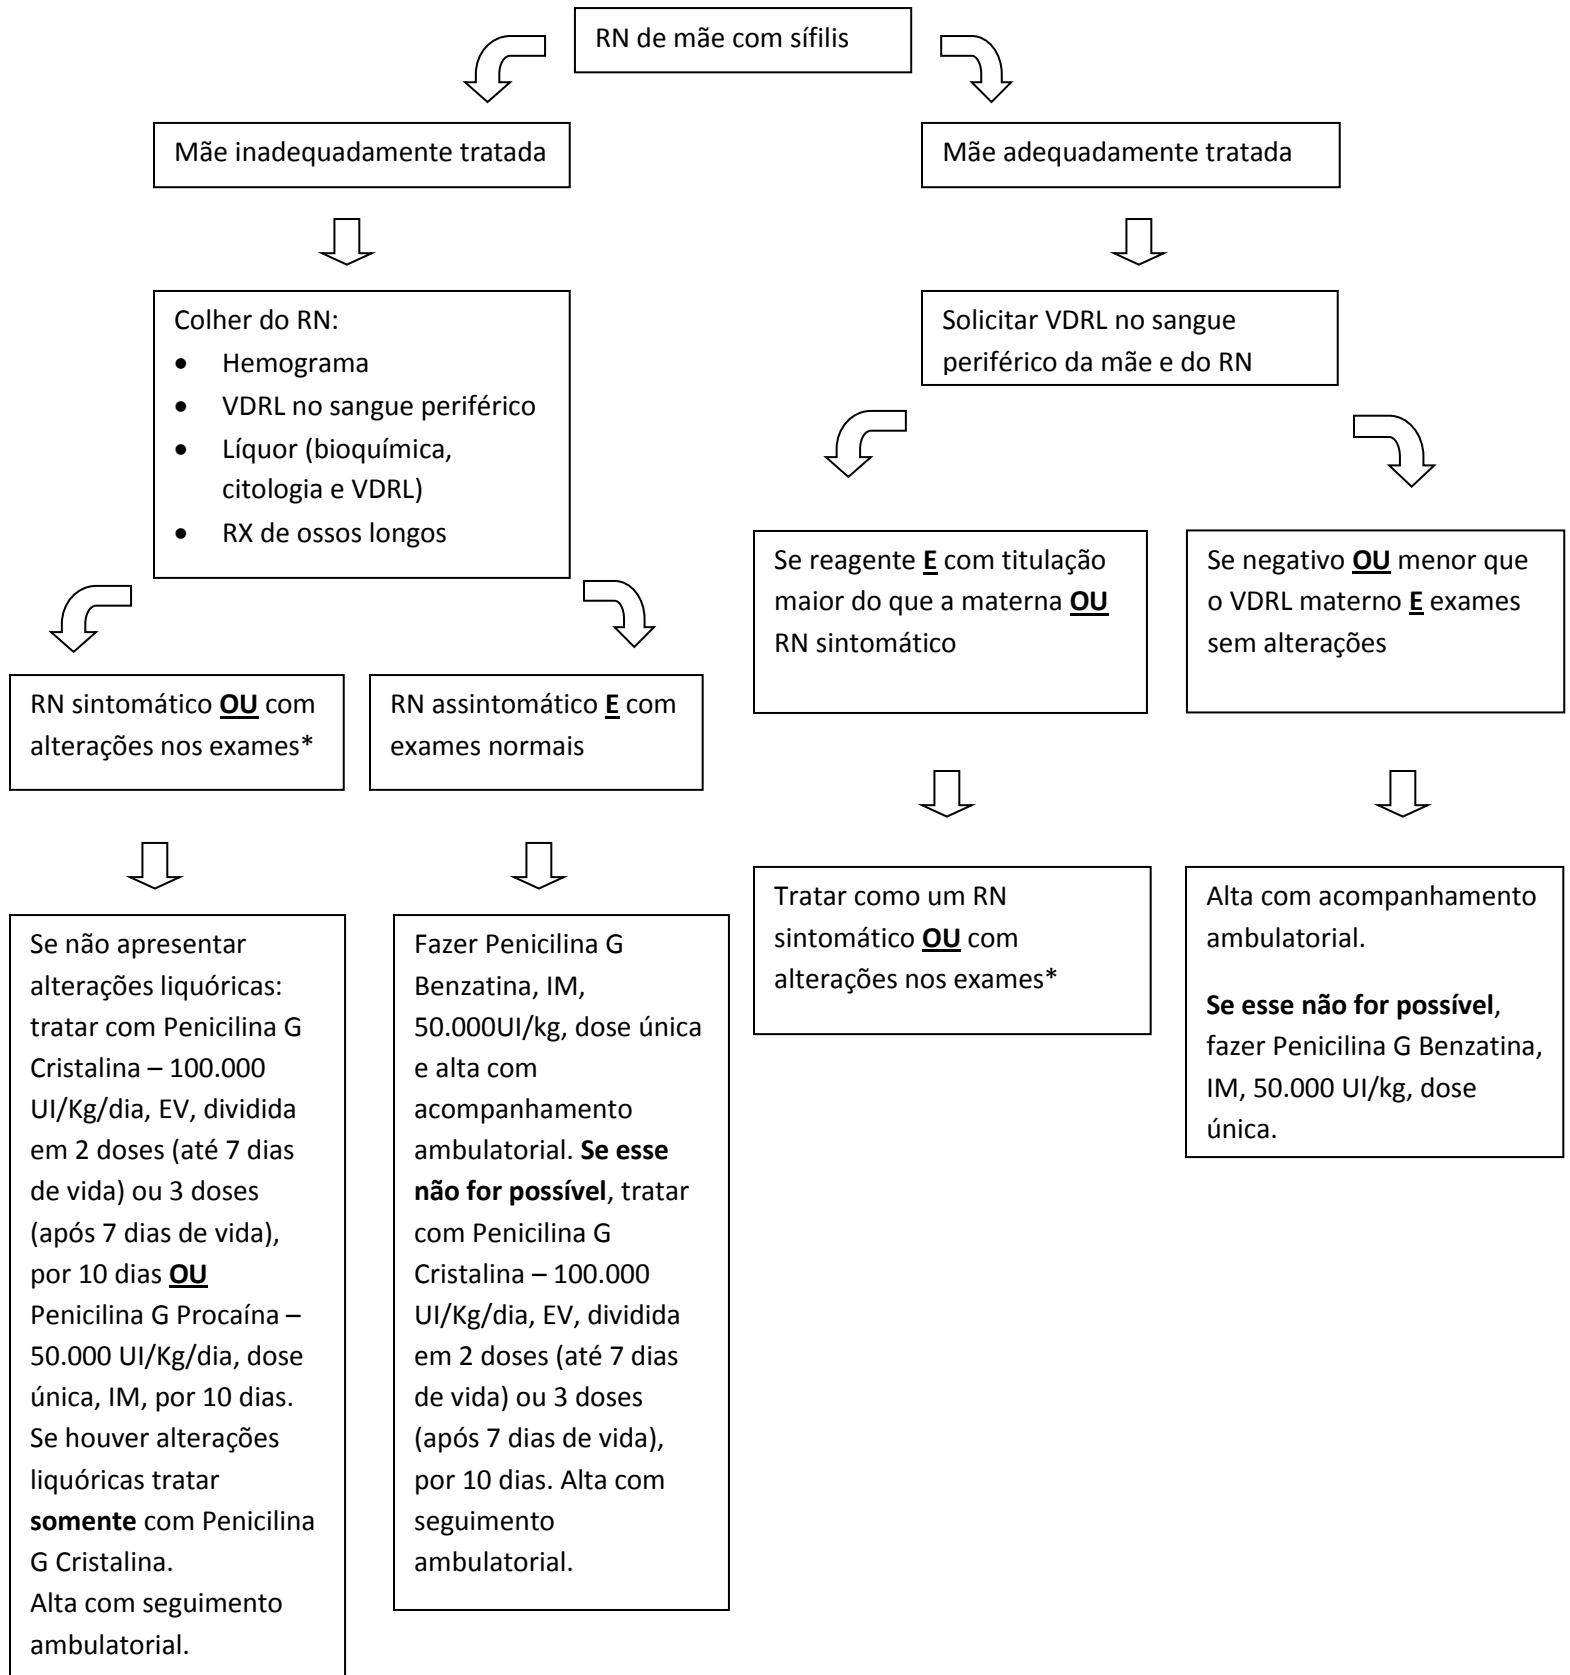 RN de mãe com sífilis
Mãe inadequadamente tratada
Mãe adequadamente tratada
Colher do RN:
• Hemograma
• VDRL no sangue periférico
• Líquor (bioquímica,
citologia e VDRL)
• RX de ossos longos
Solicitar VDRL no sangue
periférico da mãe e do RN
RN sintomático OU com
alterações nos exames*
RN assintomático E com
exames normais
Se reagente E com titulação
maior do que a materna OU
RN sintomático
Se negativo OU menor que
o VDRL materno E exames
sem alterações
Se não apresentar
alterações liquóricas:
tratar com Penicilina G
Cristalina – 100.000
UI/Kg/dia, EV, dividida
em 2 doses (até 7 dias
de vida) ou 3 doses
(após 7 dias de vida),
por 10 dias OU
Penicilina G Procaína –
50.000 UI/Kg/dia, dose
única, IM, por 10 dias.
Se houver alterações
liquóricas tratar
somente com Penicilina
G Cristalina.
Alta com seguimento
ambulatorial.
Fazer Penicilina G
Benzatina, IM,
50.000UI/kg, dose única
e alta com
acompanhamento
ambulatorial. Se esse
não for possível, tratar
com Penicilina G
Cristalina – 100.000
UI/Kg/dia, EV, dividida
em 2 doses (até 7 dias
de vida) ou 3 doses
(após 7 dias de vida),
por 10 dias. Alta com
seguimento
ambulatorial.
Tratar como um RN
sintomático OU com
alterações nos exames*
Alta com acompanhamento
ambulatorial.
Se esse não for possível,
fazer Penicilina G Benzatina,
IM, 50.000 UI/kg, dose
única.